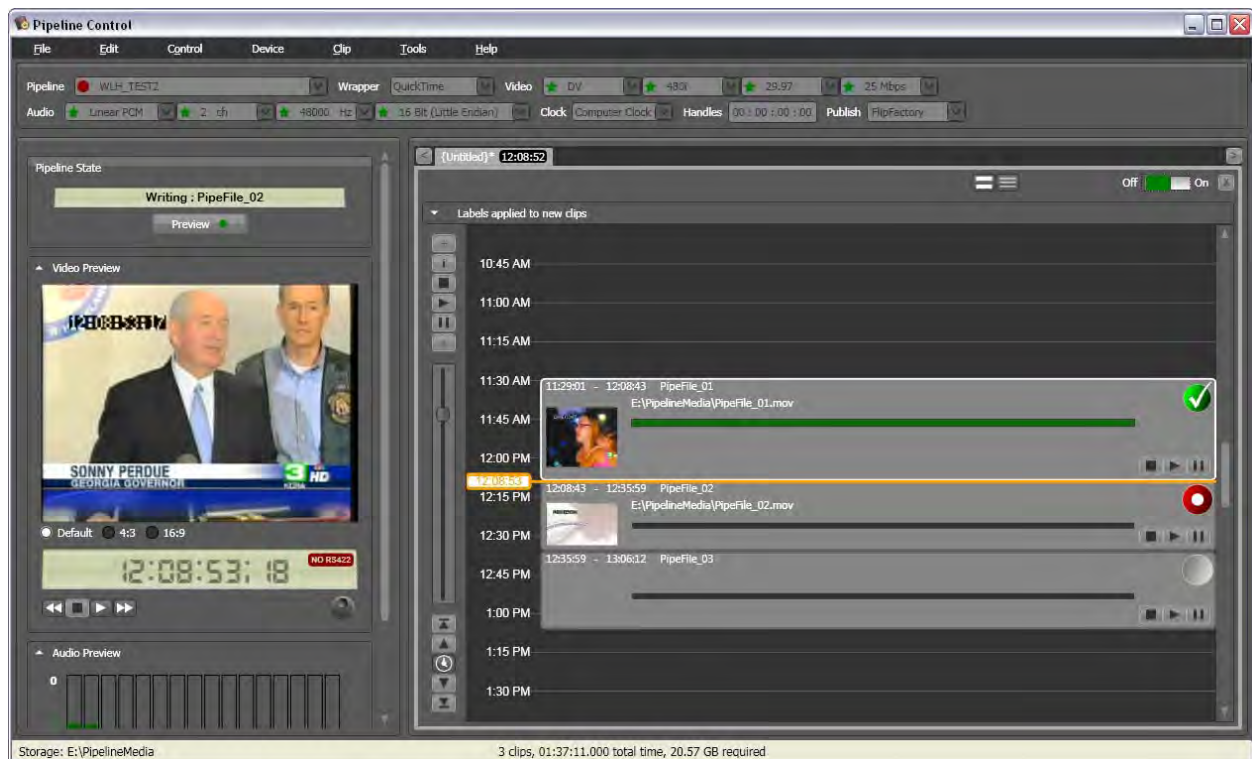 Pipeline Control
File Edit Control Device Clip Tools Help
Pipeline WLH_TEST2 Wrapper QuickTime Video DV 480i 29.97 25 Mbps
Audio Linear PCM 2 ch 48000 Hz 16 Bit (Little Endian) Clock Computer Clock Handles 00:00:00:00 Publish FlipFactory
{Untitled}* 12:08:52
Pipeline State
Writing : PipeFile_02
Preview
Off On
Labels applied to new clips
Video Preview
SONNY PERDUE
GEORGIA GOVERNOR
3 HD
Default 4:3 16:9
12:08:53;18
NO RS422
Audio Preview
0
10:45 AM
11:00 AM
11:15 AM
11:30 AM
11:45 AM
12:00 PM
12:08:53
12:15 PM
12:30 PM
12:45 PM
1:00 PM
1:15 PM
1:30 PM
11:29:01 - 12:08:43 PipeFile_01
E:\PipelineMedia\PipeFile_01.mov
12:08:43 - 12:35:59 PipeFile_02
E:\PipelineMedia\PipeFile_02.mov
12:35:59 - 13:06:12 PipeFile_03
Storage: E:\PipelineMedia
3 clips, 01:37:11.000 total time, 20.57 GB required